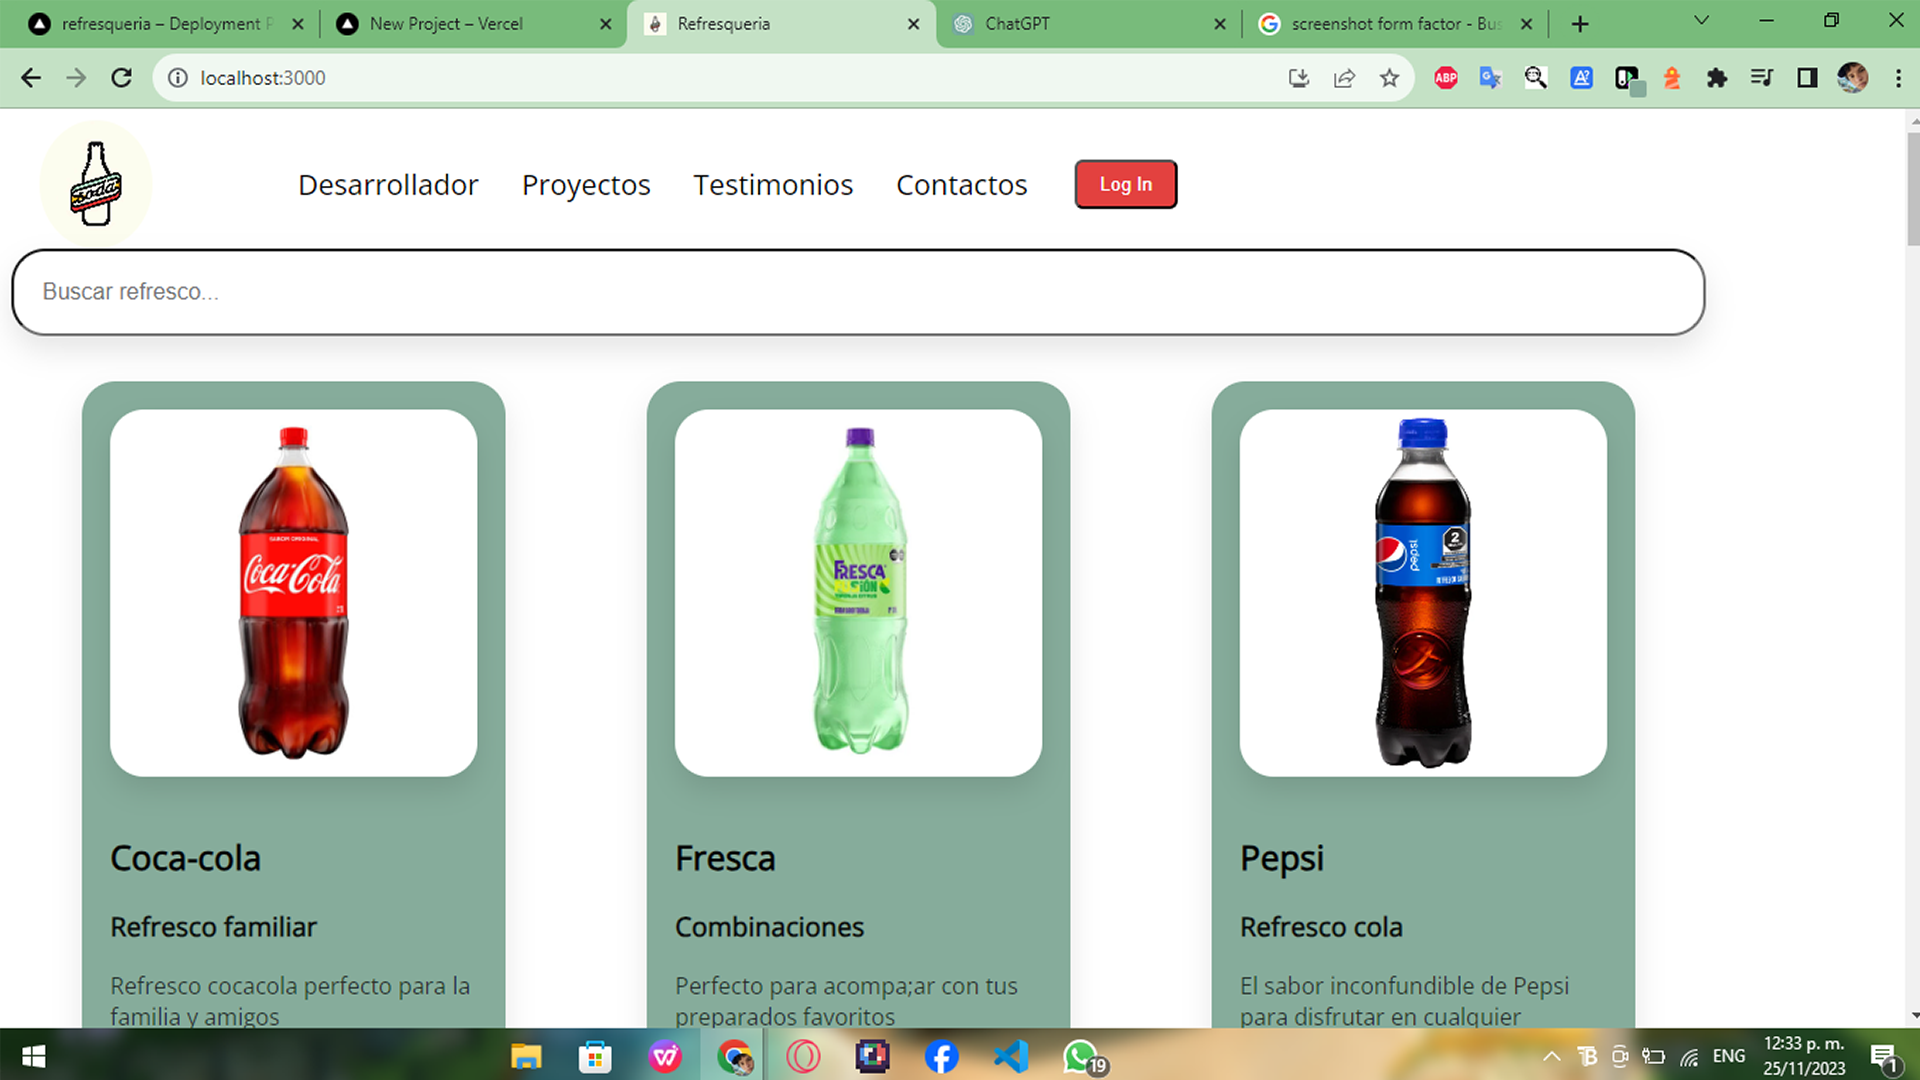 refresqueria – Deployment
New Project – Vercel
Refresqueria
ChatGPT
screenshot form factor - Bus
localhost:3000
ABP
soda
Desarrollador
Proyectos
Testimonios
Contactos
Log In
Buscar refresco...
SABOR ORIGINAL
Coca-Cola
FRESCA
pepsi
2
Coca-cola
Fresca
Pepsi
Refresco familiar
Combinaciones
Refresco cola
Refresco cocacola perfecto para la
familia y amigos
Perfecto para acompa;ar con tus
preparados favoritos
El sabor inconfundible de Pepsi
para disfrutar en cualquier
19
ENG
12:33 p. m.
25/11/2023
1